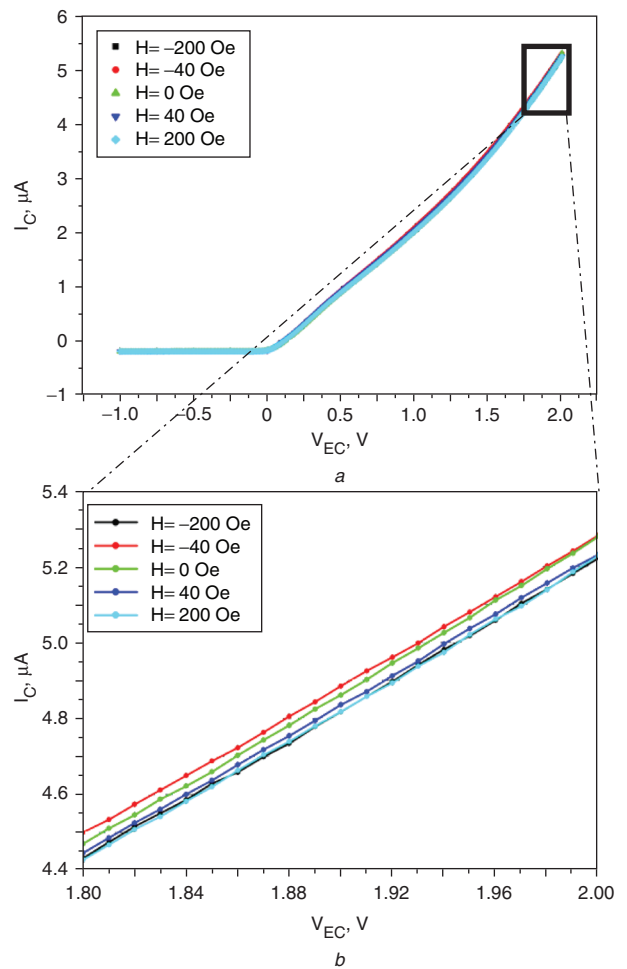 6
5
4
3
2
1
0
−1
I_C, μA
H= −200 Oe
H= −40 Oe
H= 0 Oe
H= 40 Oe
H= 200 Oe
−1.0 −0.5 0 0.5 1.0 1.5 2.0
V_EC, V
a
5.4
5.2
5.0
4.8
4.6
4.4
I_C, μA
H= −200 Oe
H= −40 Oe
H= 0 Oe
H= 40 Oe
H= 200 Oe
1.80 1.84 1.88 1.92 1.96 2.00
V_EC, V
b